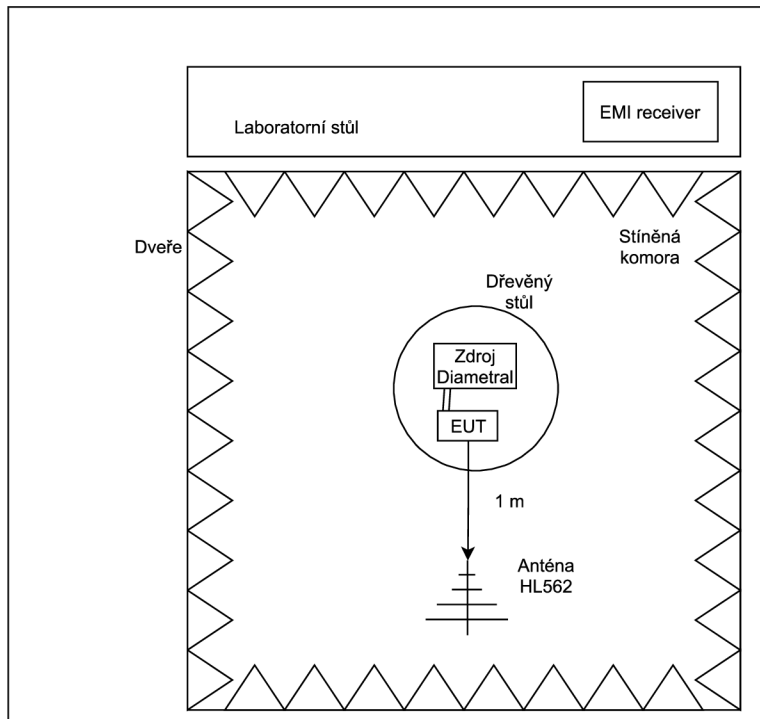 EMI receiver
Laboratorní stůl
Stíněná
komora
Dveře
Dřevěný
stůl
Zdroj
Diametral
EUT
1 m
Anténa
HL562